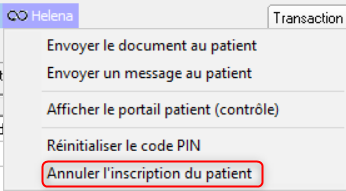 Helena
Transaction
Envoyer le document au patient
Envoyer un message au patient
Afficher le portail patient (contrôle)
Réinitialiser le code PIN
Annuler l'inscription du patient